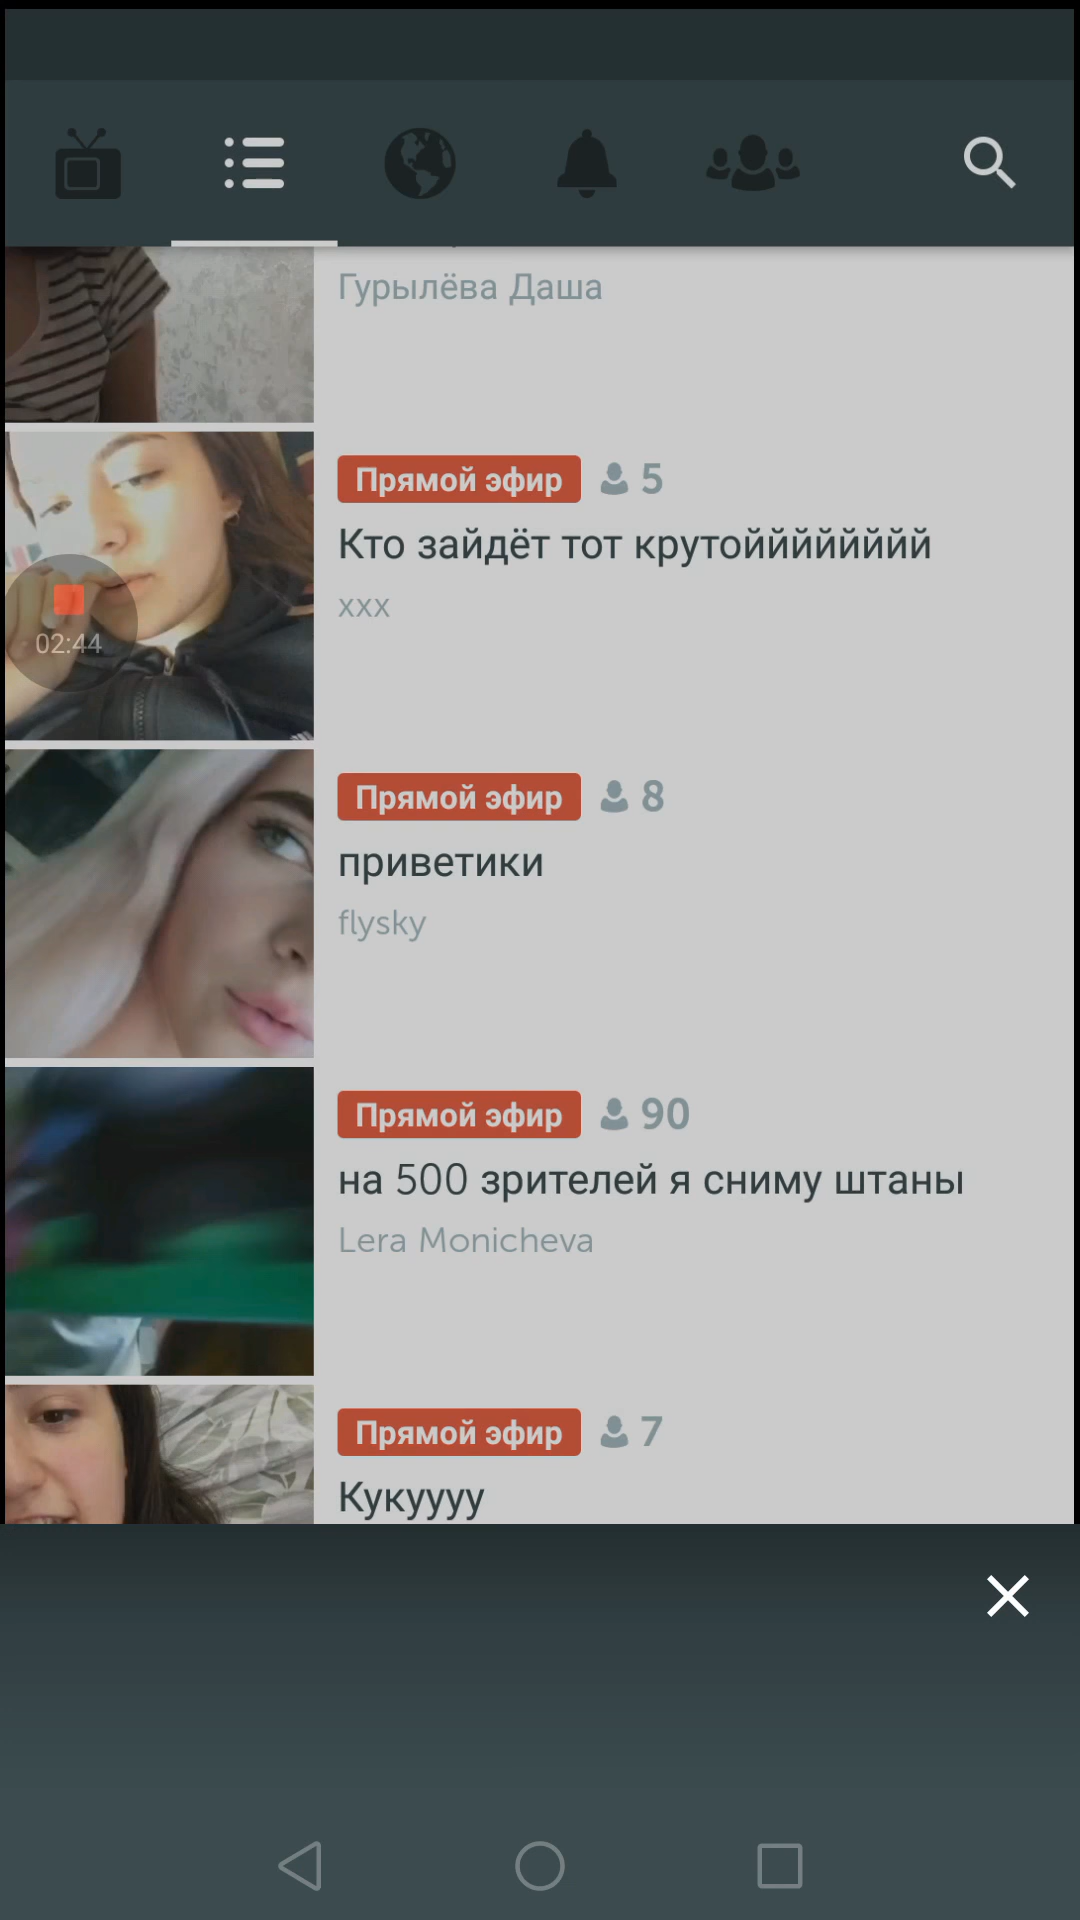 Гурылёва Даша
Прямой эфир 5
Кто зайдёт тот крутойййййййй
xxx
02:44
Прямой эфир 8
приветики
flysky
Прямой эфир 90
на 500 зрителей я сниму штаны
Lera Monicheva
Прямой эфир 7
Кукуууу